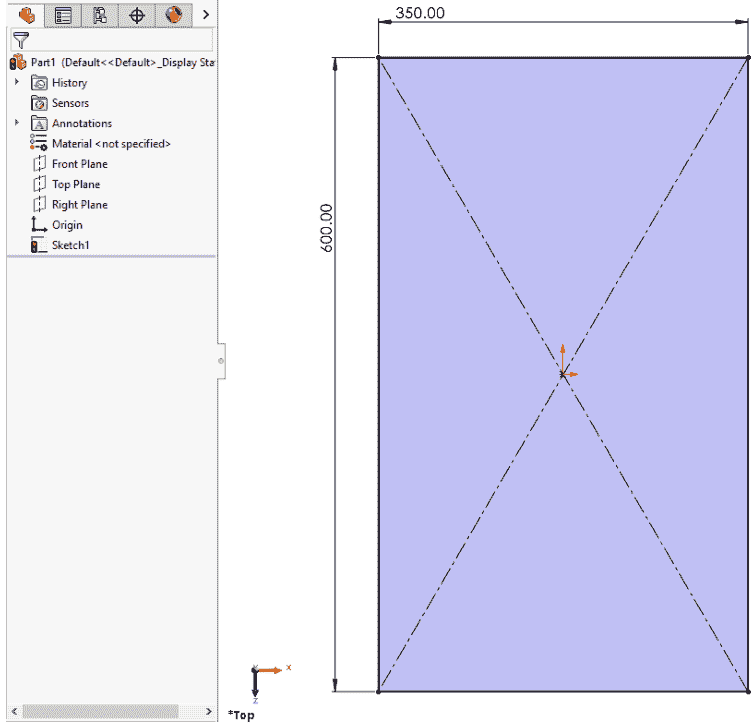 350.00
Part1 (Default<<Default>_Display Sta
History
Sensors
Annotations
Material <not specified>
Front Plane
Top Plane
Right Plane
600.00
Origin
Sketch1
x
z
*Top